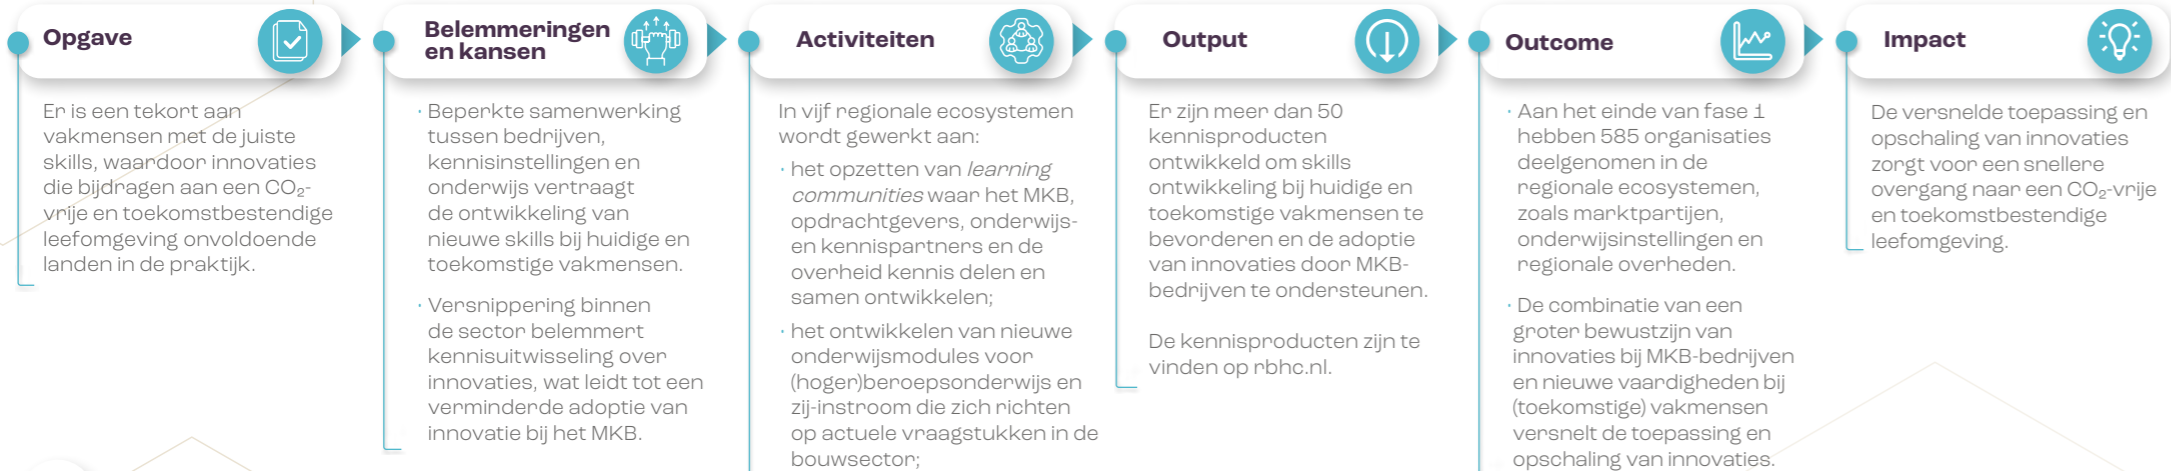 Opgave
Er is een tekort aan
vakmensen met de juiste
skills, waardoor innovaties
die bijdragen aan een CO₂-
vrije en toekomstbestendige
leefomgeving onvoldoende
landen in de praktijk.
Belemmeringen
en kansen
· Beperkte samenwerking
tussen bedrijven,
kennisinstellingen en
onderwijs vertraagt
de ontwikkeling van
nieuwe skills bij huidige en
toekomstige vakmensen.
· Versnippering binnen
de sector belemmert
kennisuitwisseling over
innovaties, wat leidt tot een
verminderde adoptie van
innovatie bij het MKB.
Activiteiten
In vijf regionale ecosystemen
wordt gewerkt aan:
· het opzetten van learning
communities waar het MKB,
opdrachtgevers, onderwijs-
en kennispartners en de
overheid kennis delen en
samen ontwikkelen;
· het ontwikkelen van nieuwe
onderwijsmodules voor
(hoger)beroepsonderwijs en
zij-instroom die zich richten
op actuele vraagstukken in de
bouwsector;
Output
Er zijn meer dan 50
kennisproducten
ontwikkeld om skills
ontwikkeling bij huidige en
toekomstige vakmensen te
bevorderen en de adoptie
van innovaties door MKB-
bedrijven te ondersteunen.
De kennisproducten zijn te
vinden op rbhc.nl.
Outcome
· Aan het einde van fase 1
hebben 585 organisaties
deelgenomen in de
regionale ecosystemen,
zoals marktpartijen,
onderwijsinstellingen en
regionale overheden.
· De combinatie van een
groter bewustzijn van
innovaties bij MKB-bedrijven
en nieuwe vaardigheden bij
(toekomstige) vakmensen
versnelt de toepassing en
opschaling van innovaties.
Impact
De versnelde toepassing en
opschaling van innovaties
zorgt voor een snellere
overgang naar een CO₂-vrije
en toekomstbestendige
leefomgeving.